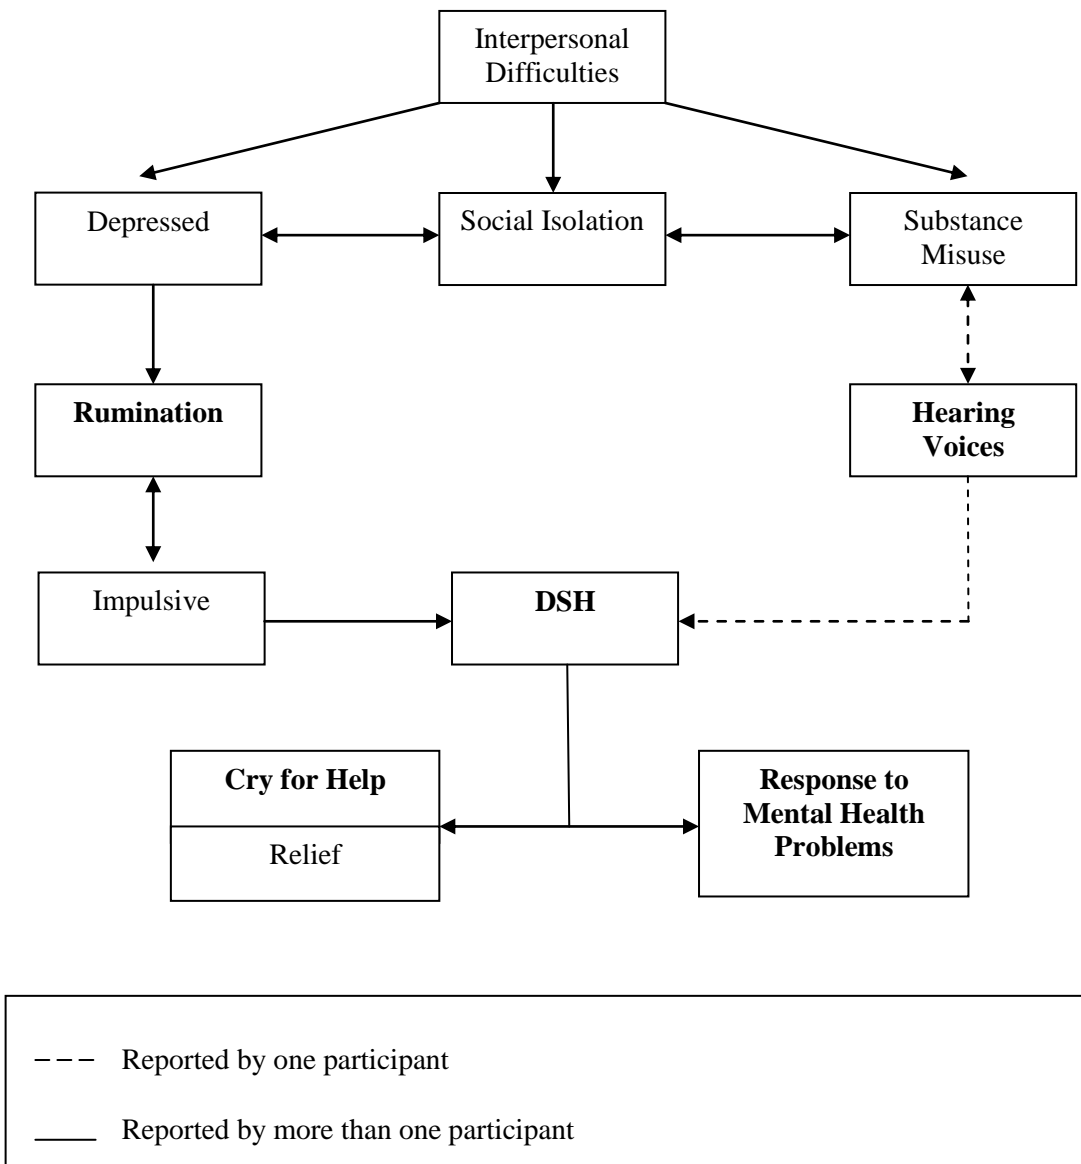 Interpersonal
Difficulties
Depressed
Social Isolation
Substance
Misuse
Rumination
Hearing
Voices
Impulsive
DSH
Cry for Help
Relief
Response to
Mental Health
Problems
Reported by one participant
Reported by more than one participant